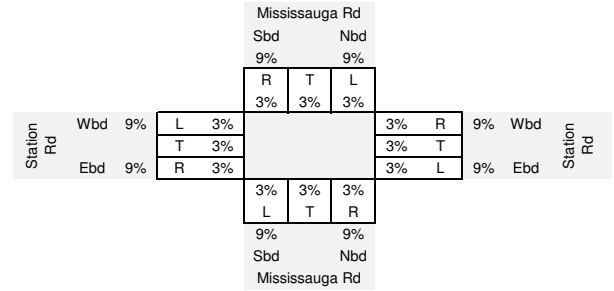 Mississauga Rd
Sbd Nbd
9% 9%
R T L
3% 3% 3%
Station Rd
Wbd 9% L 3% 3% R 9% Wbd
T 3% 3% T
Ebd 9% R 3% 3% L 9% Ebd
Station Rd
3% 3% 3%
L T R
9% 9%
Sbd Nbd
Mississauga Rd